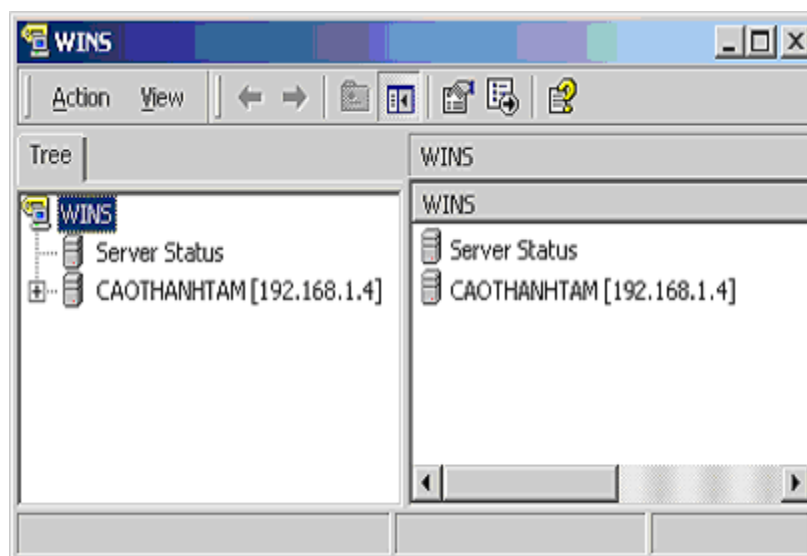 WINS
Action View
Tree
WINS
Server Status
CAOTHANHTAM [192.168.1.4]
WINS
WINS
Server Status
CAOTHANHTAM [192.168.1.4]